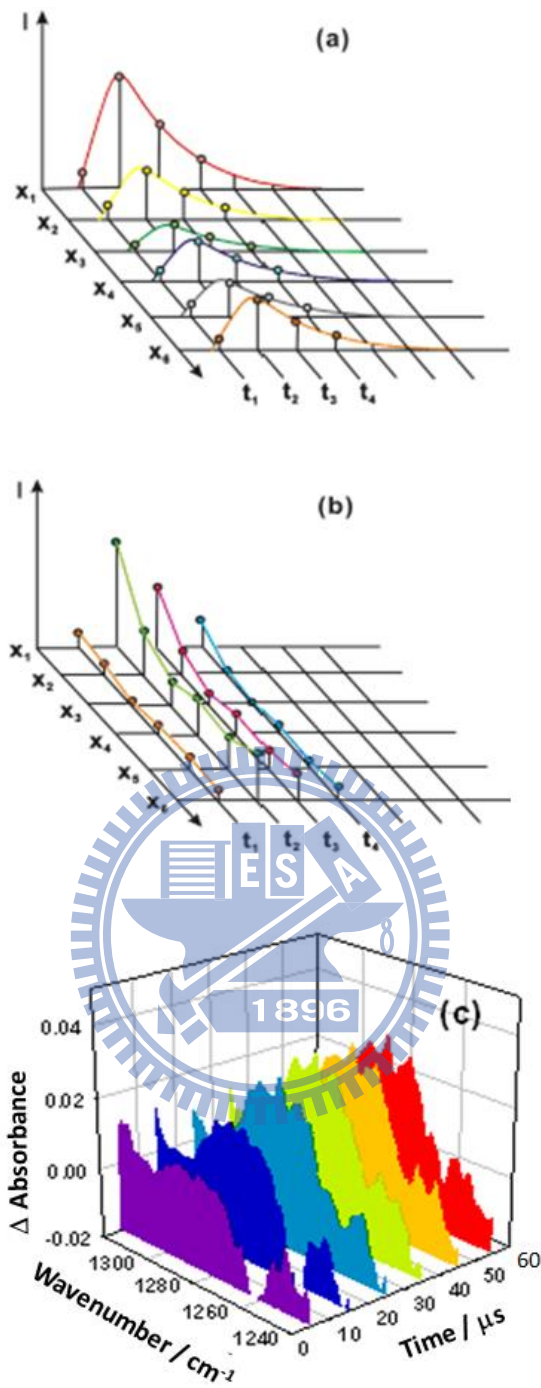 I
(a)
x₁
x₂
x₃
x₄
x₅
x₆
t₁ t₂ t₃ t₄
I
(b)
x₁
x₂
x₃
x₄
x₅
x₆
t₁ t₂ t₃ t₄
E S A
1896
(c)
Δ Absorbance
0.04
0.02
0.00
-0.02
1300
1280
1260
1240
Wavenumber / cm⁻¹
0 10 20 30 40 50 60
Time / μs